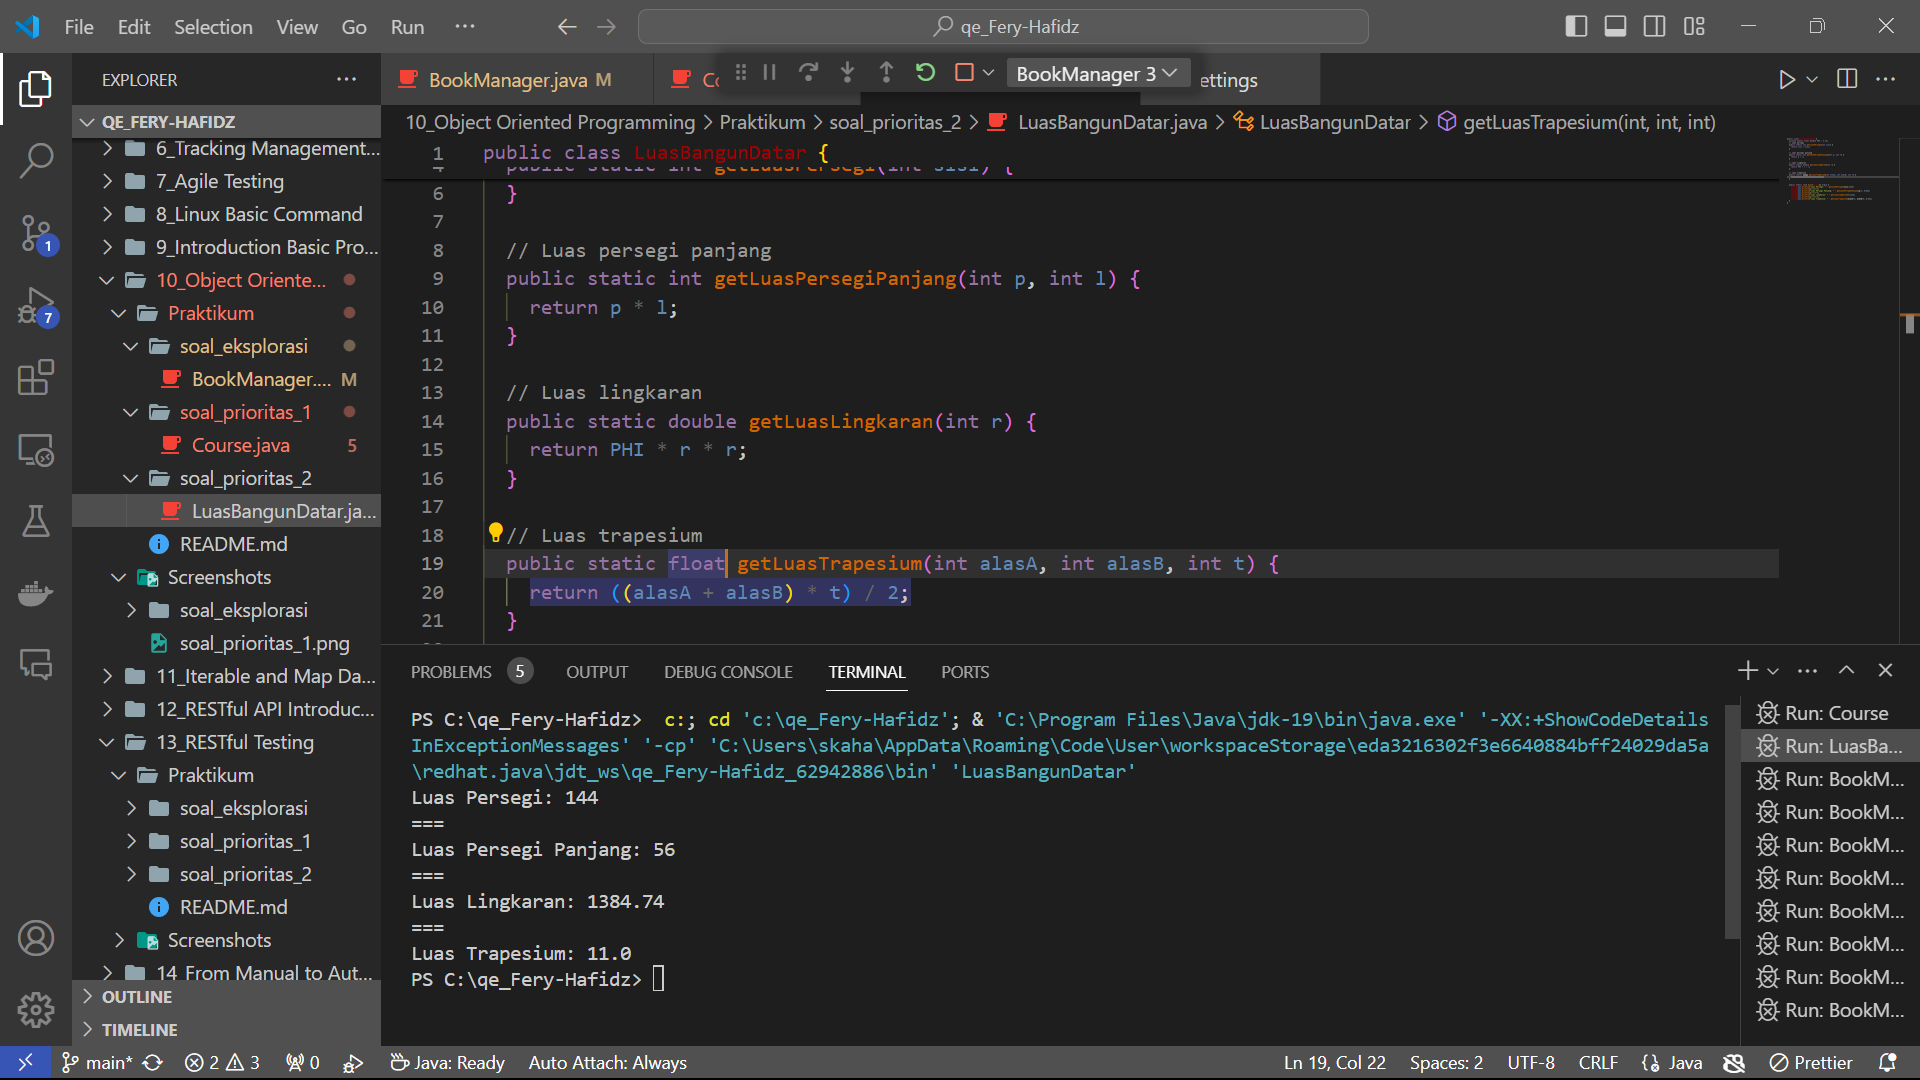 File Edit Selection View Go Run ···
qe_Fery-Hafidz
EXPLORER
QE_FERY-HAFIDZ
6_Tracking Management...
7_Agile Testing
8_Linux Basic Command
9_Introduction Basic Pro...
10_Object Oriente...
Praktikum
soal_eksplorasi
BookManager.... M
soal_prioritas_1
Course.java 5
soal_prioritas_2
LuasBangunDatar.ja...
README.md
Screenshots
soal_eksplorasi
soal_prioritas_1.png
11_Iterable and Map Da...
12_RESTful API Introduc...
13_RESTful Testing
Praktikum
soal_eksplorasi
soal_prioritas_1
soal_prioritas_2
README.md
Screenshots
14_From Manual to Aut...
OUTLINE
TIMELINE
1
7
BookManager.java M
BookManager 3
ettings
10_Object Oriented Programming > Praktikum > soal_prioritas_2 > LuasBangunDatar.java > LuasBangunDatar > getLuasTrapesium(int, int, int)
1 public class LuasBangunDatar {
public static int getLuasPersegi(int sisi) {
6 }
7
8 // Luas persegi panjang
9 public static int getLuasPersegiPanjang(int p, int l) {
10 return p * l;
11 }
12
13 // Luas lingkaran
14 public static double getLuasLingkaran(int r) {
15 return PHI * r * r;
16 }
17
18 // Luas trapesium
19 public static float getLuasTrapesium(int alasA, int alasB, int t) {
20 return ((alasA + alasB) * t) / 2;
21 }
PROBLEMS 5 OUTPUT DEBUG CONSOLE TERMINAL PORTS
PS C:\qe_Fery-Hafidz> c:; cd 'c:\qe_Fery-Hafidz'; & 'C:\Program Files\Java\jdk-19\bin\java.exe' '-XX:+ShowCodeDetails
InExceptionMessages' '-cp' 'C:\Users\skaha\AppData\Roaming\Code\User\workspaceStorage\eda3216302f3e6640884bff24029da5a
\redhat.java\jdt_ws\qe_Fery-Hafidz_62942886\bin' 'LuasBangunDatar'
Luas Persegi: 144
===
Luas Persegi Panjang: 56
===
Luas Lingkaran: 1384.74
===
Luas Trapesium: 11.0
PS C:\qe_Fery-Hafidz>
Run: Course
Run: LuasBa...
Run: BookM...
Run: BookM...
Run: BookM...
Run: BookM...
Run: BookM...
Run: BookM...
Run: BookM...
Run: BookM...
main* 2 3 0 Java: Ready Auto Attach: Always Ln 19, Col 22 Spaces: 2 UTF-8 CRLF Java Prettier